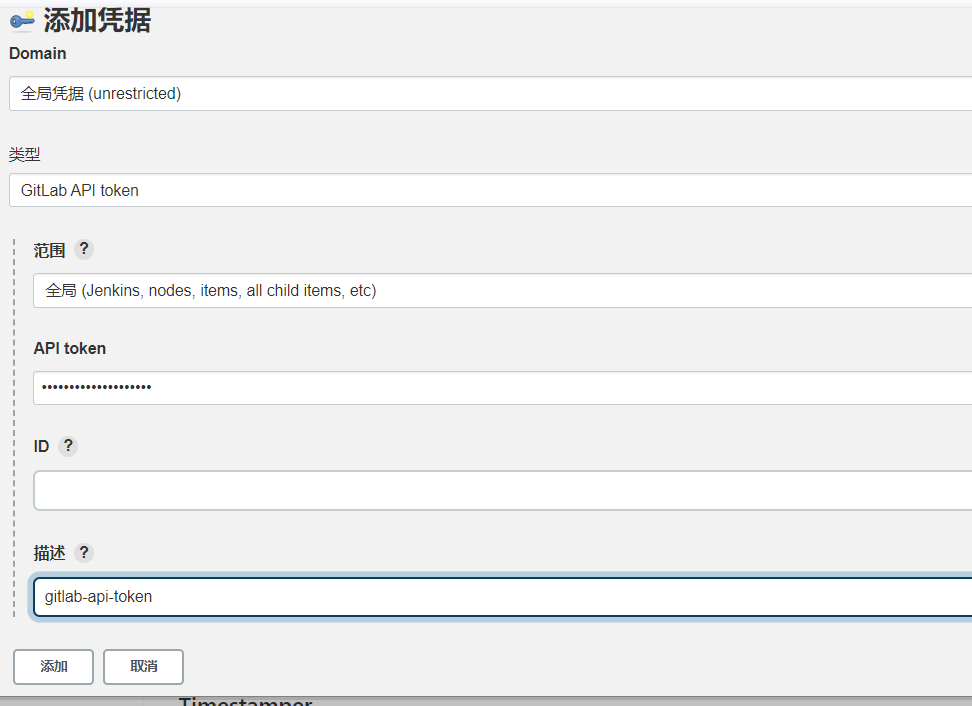 添加凭据
Domain
全局凭据 (unrestricted)
类型
GitLab API token
范围 ?
全局 (Jenkins, nodes, items, all child items, etc)
API token
••••••••••••••••••••
ID ?
描述 ?
gitlab-api-token
添加 取消
Timestamper